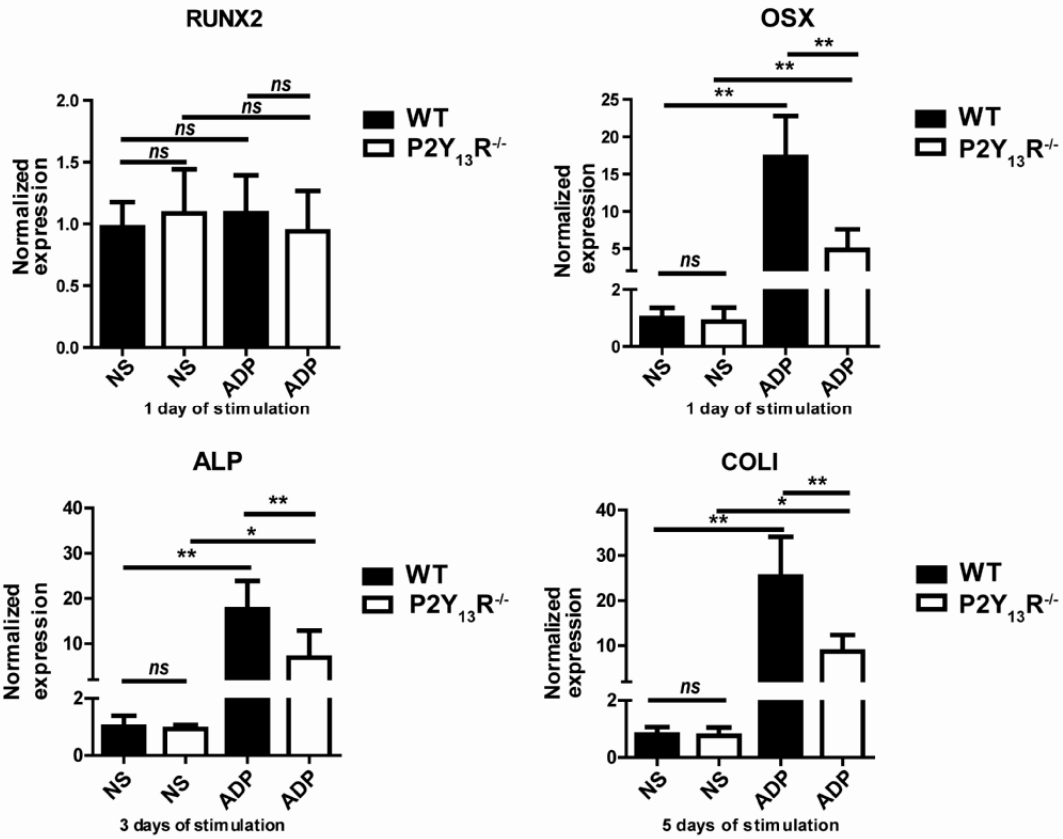 RUNX2
ns
ns
ns
ns
2.0
1.5
1.0
0.5
0.0
Normalized
expression
WT
P2Y13R-/-
NS
NS
ADP
ADP
1 day of stimulation
OSX
**
**
**
ns
25
20
15
10
5
2
0
Normalized
expression
WT
P2Y13R-/-
NS
NS
ADP
ADP
1 day of stimulation
ALP
**
*
**
ns
40
30
20
10
2
0
Normalized
expression
WT
P2Y13R-/-
NS
NS
ADP
ADP
3 days of stimulation
COLI
**
*
**
ns
40
30
20
10
2
0
Normalized
expression
WT
P2Y13R-/-
NS
NS
ADP
ADP
5 days of stimulation